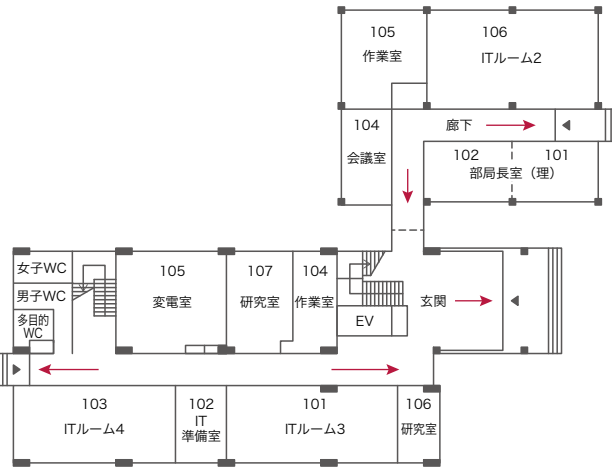 105
作業室
106
ITルーム2
104
会議室
廊下
102
101
部局長室（理）
女子WC
男子WC
多目的
WC
105
変電室
107
研究室
104
作業室
EV
玄関
103
ITルーム4
102
IT
準備室
101
ITルーム3
106
研究室